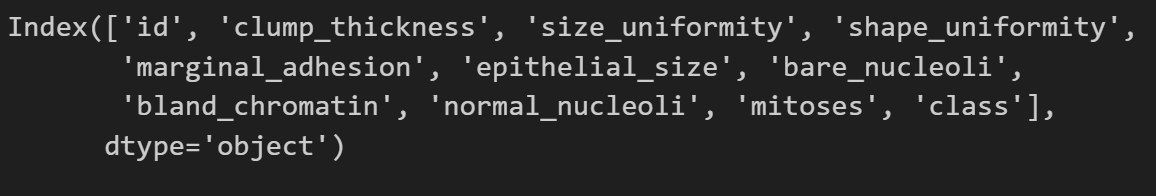 Index(['id', 'clump_thickness', 'size_uniformity', 'shape_uniformity',
'marginal_adhesion', 'epithelial_size', 'bare_nucleoli',
'bland_chromatin', 'normal_nucleoli', 'mitoses', 'class'],
dtype='object')